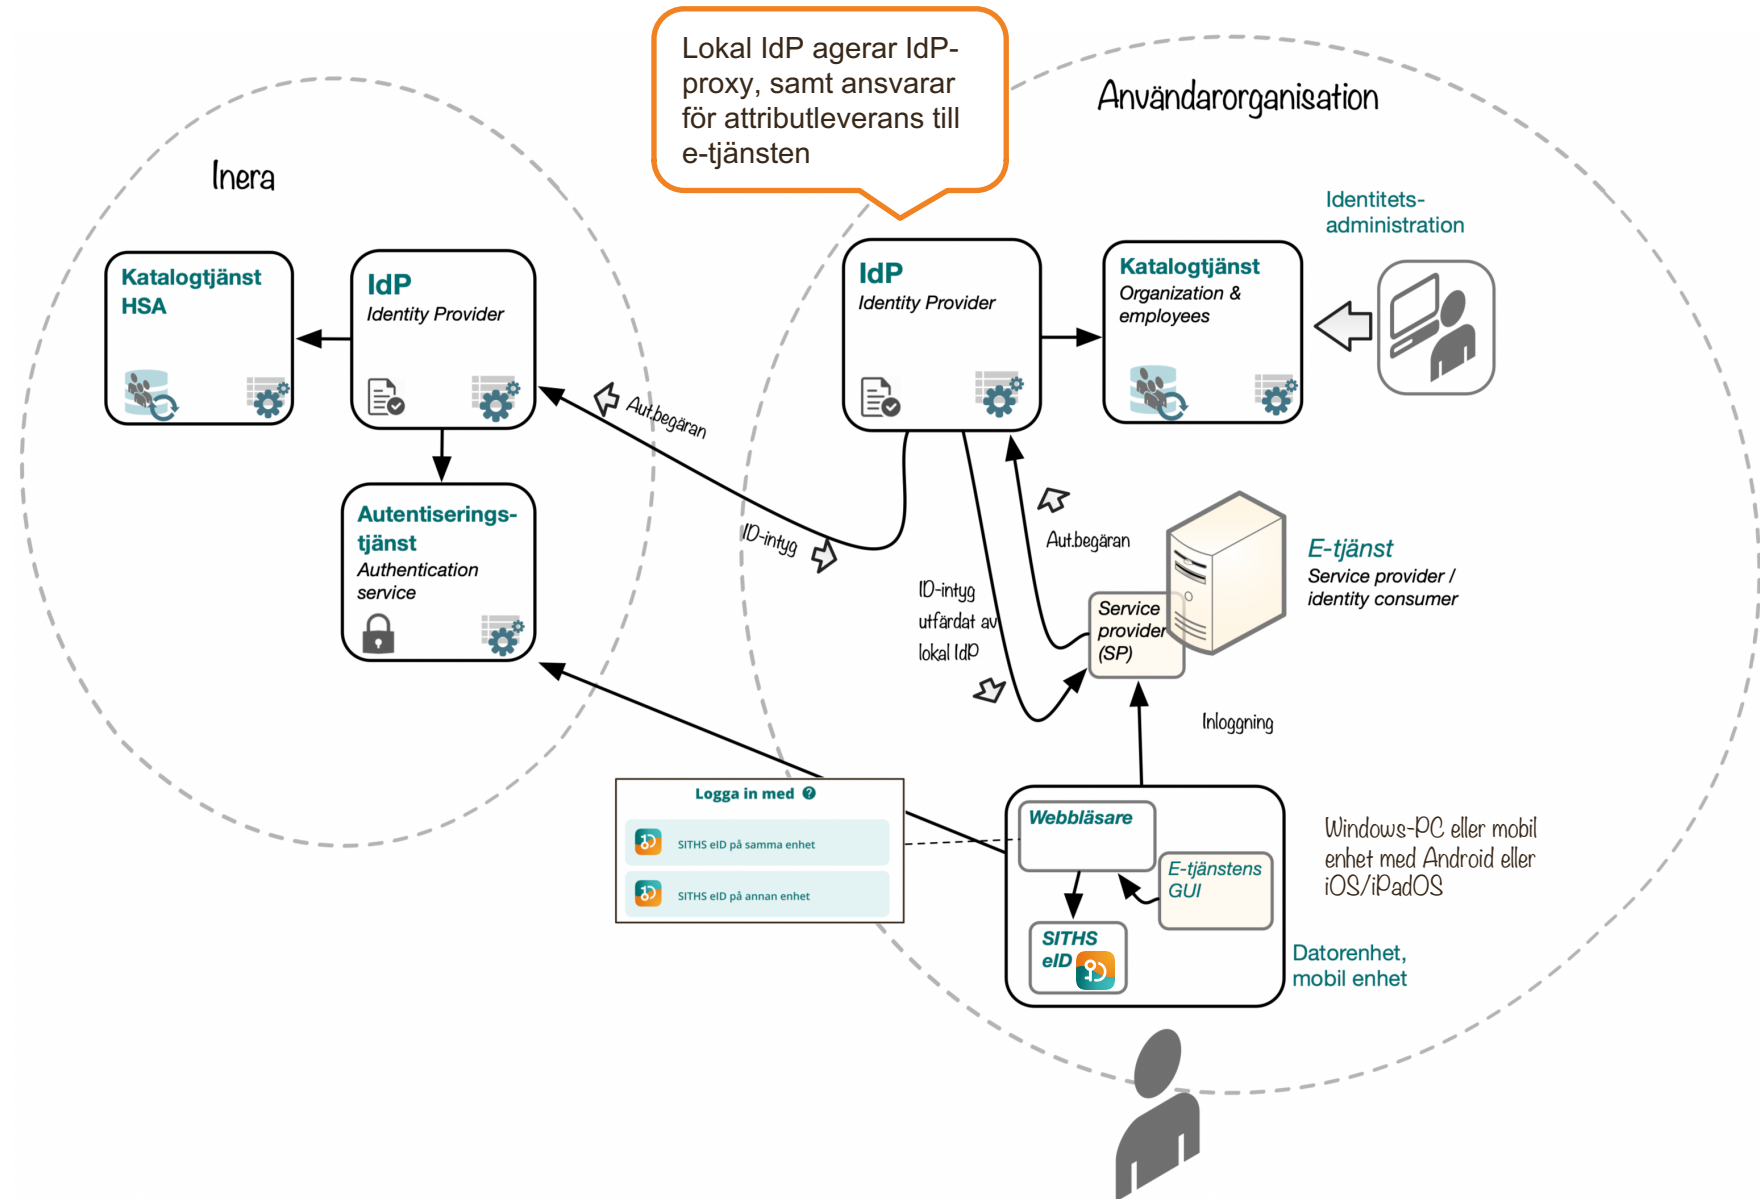 Lokal IdP agerar IdP-
proxy, samt ansvarar
för attributleverans till
e-tjänsten
Användarorganisation
Inera
Identitets-
administration
Katalogtjänst
HSA
IdP
Identity Provider
IdP
Identity Provider
Katalogtjänst
Organization &
employees
Aut.begäran
ID-intyg
Autentiserings-
tjänst
Authentication
service
Aut.begäran
ID-intyg
utfärdat av
lokal IdP
Service
provider
(SP)
E-tjänst
Service provider /
identity consumer
Inloggning
Logga in med ?
SITHS eID på samma enhet
SITHS eID på annan enhet
Webbläsare
E-tjänstens
GUI
SITHS
eID
Windows-PC eller mobil
enhet med Android eller
iOS/iPadOS
Datorenhet,
mobil enhet